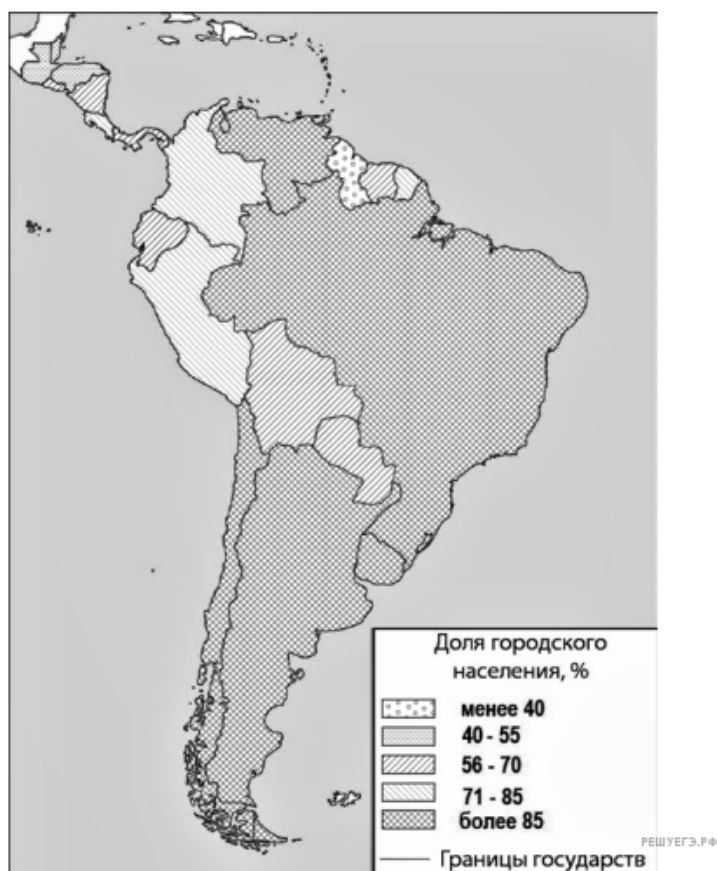 Доля городского
населения, %
менее 40
40 - 55
56 - 70
71 - 85
более 85
Границы государств
РЕШУЕГЭ.РФ